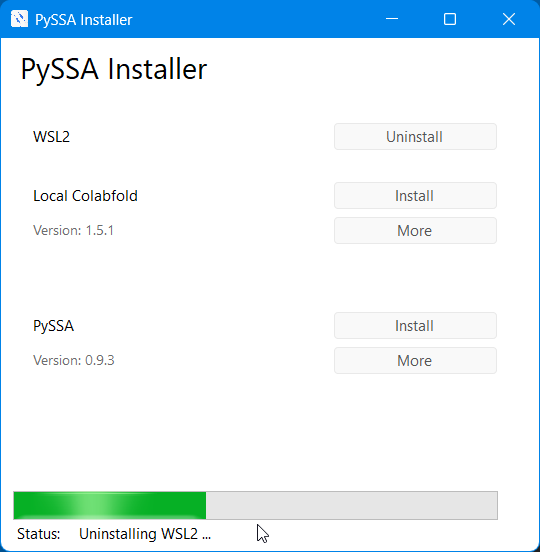 PySSA Installer
PySSA Installer
WSL2 Uninstall
Local Colabfold Install
Version: 1.5.1 More
PySSA Install
Version: 0.9.3 More
Status: Uninstalling WSL2 ...